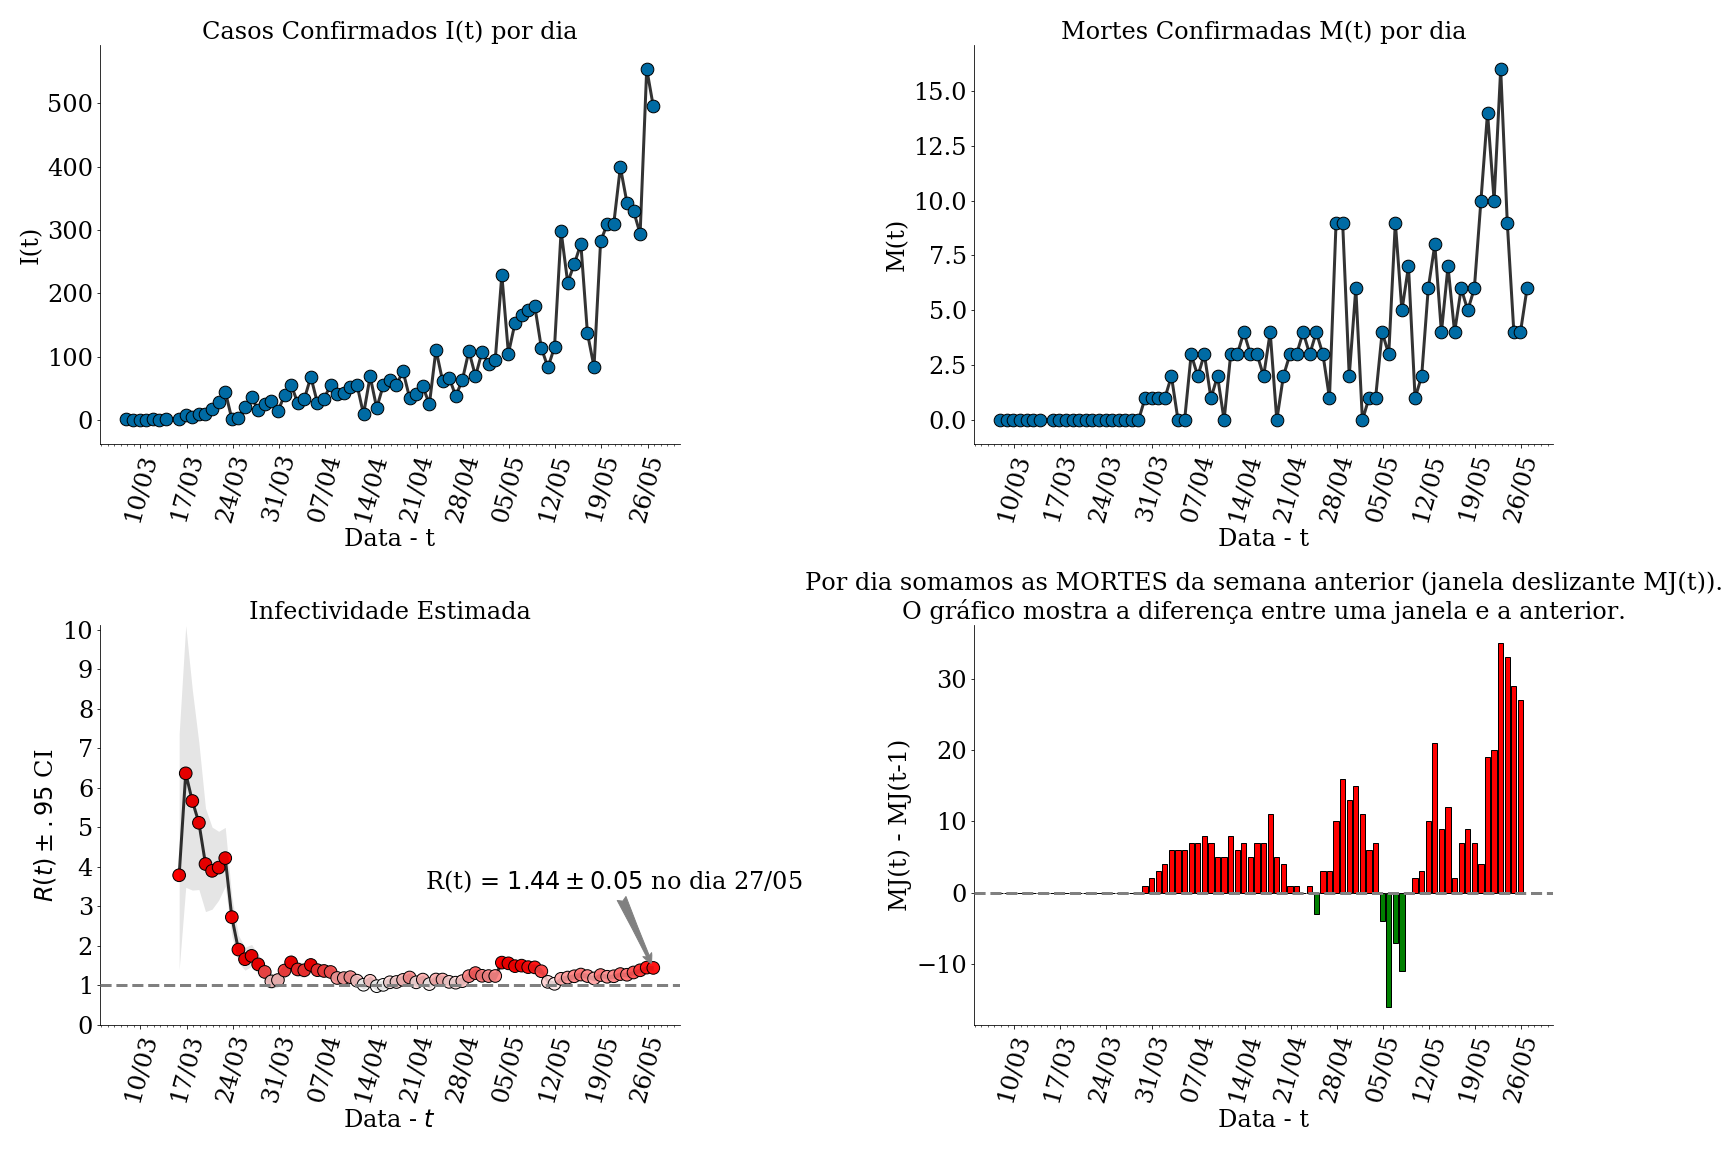 Casos Confirmados I(t) por dia
I(t)
500
400
300
200
100
0
10/03 17/03 24/03 31/03 07/04 14/04 21/04 28/04 05/05 12/05 19/05 26/05
Data - t
Mortes Confirmadas M(t) por dia
M(t)
15.0
12.5
10.0
7.5
5.0
2.5
0.0
10/03 17/03 24/03 31/03 07/04 14/04 21/04 28/04 05/05 12/05 19/05 26/05
Data - t
Infectividade Estimada
R(t) ± .95 CI
10
9
8
7
6
5
4
3
2
1
0
R(t) = 1.44 ± 0.05 no dia 27/05
10/03 17/03 24/03 31/03 07/04 14/04 21/04 28/04 05/05 12/05 19/05 26/05
Data - t
Por dia somamos as MORTES da semana anterior (janela deslizante MJ(t)).
O gráfico mostra a diferença entre uma janela e a anterior.
MJ(t) - MJ(t-1)
30
20
10
0
−10
10/03 17/03 24/03 31/03 07/04 14/04 21/04 28/04 05/05 12/05 19/05 26/05
Data - t